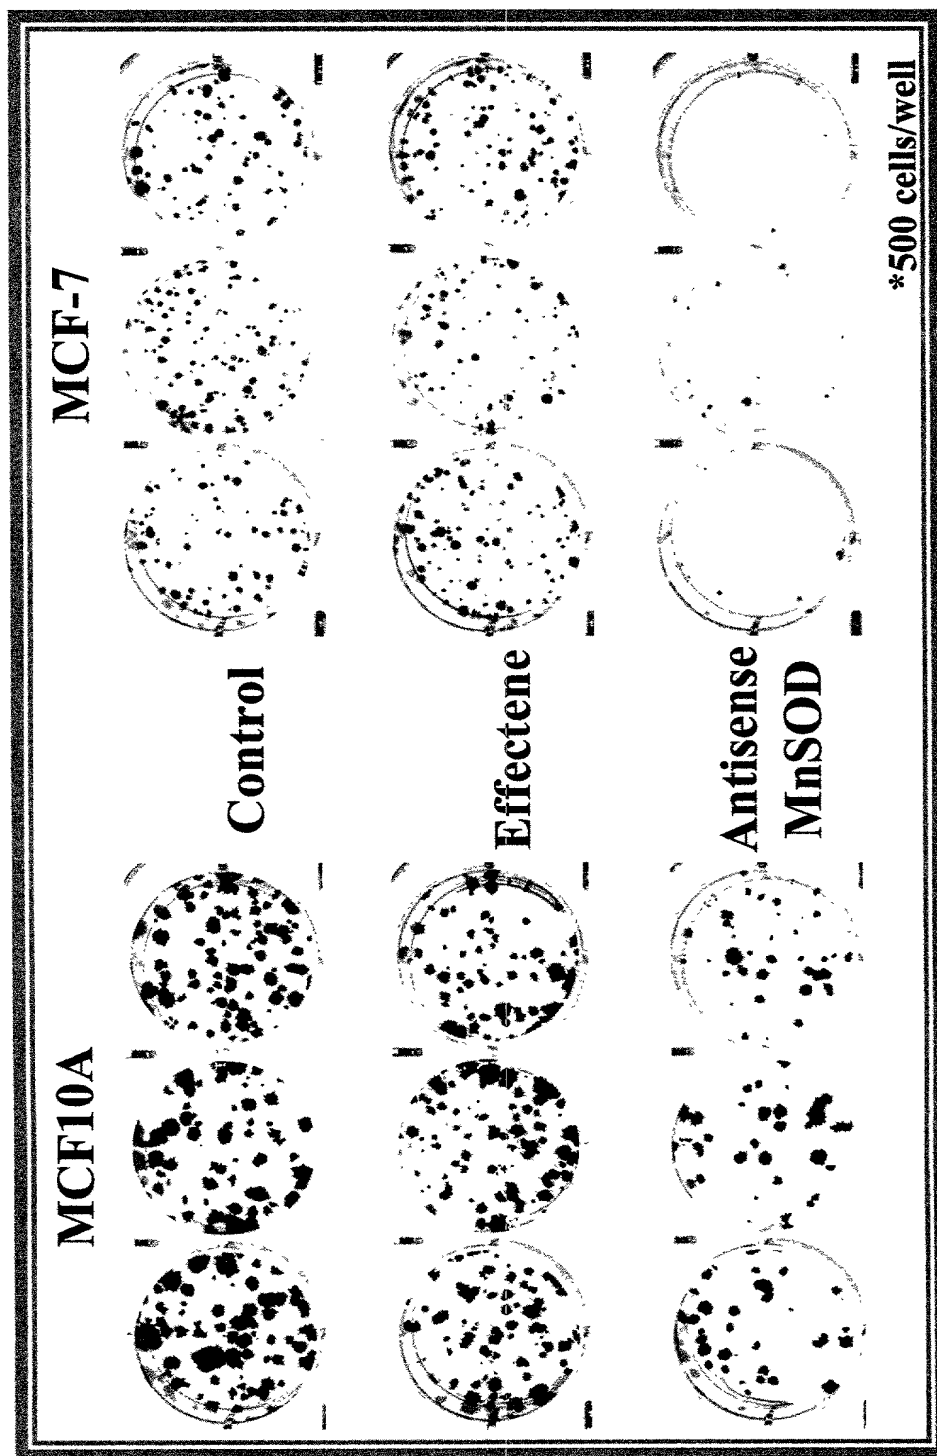 MCF10A
MCF-7
Control
Effectene
Antisense
MnSOD
*500 cells/well